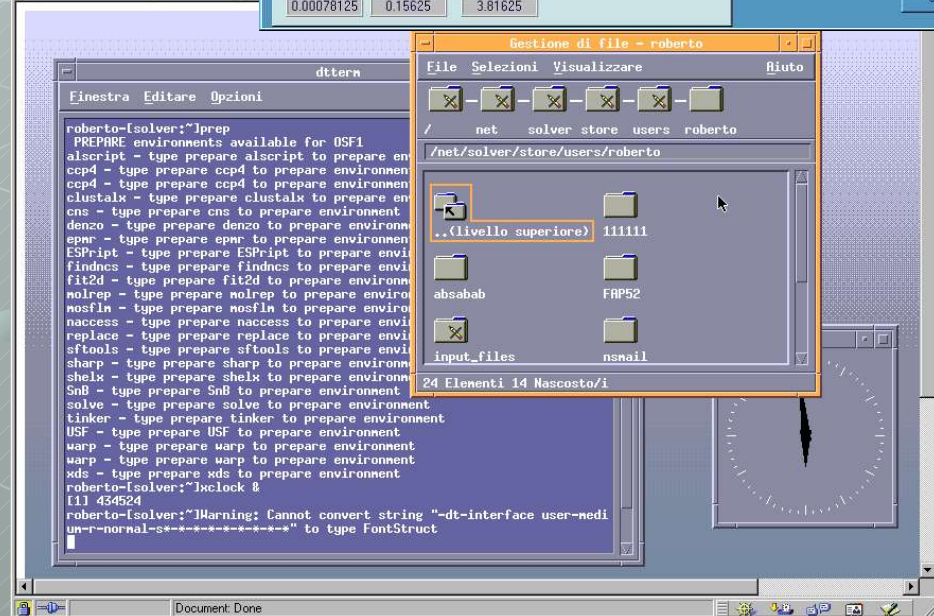 0.00078125 0.15625 3.81625
Gestione di file - roberto
File Selezioni Visualizzare Aiuto
/ net solver store users roberto
/net/solver/store/users/roberto
..(livello superiore) 111111
absabab FAP52
input_files nsmail
24 Elementi 14 Nascosto/i
dtterm
Finestra Editare Opzioni
roberto-[solver:~]prep
PREPARE environments available for OSF1
alscript - type prepare alscript to prepare en
ccp4 - type prepare ccp4 to prepare environmen
ccp4 - type prepare ccp4 to prepare environmen
clustalx - type prepare clustalx to prepare en
cns - type prepare cns to prepare environment
denzo - type prepare denzo to prepare environm
epmr - type prepare epmr to prepare environmen
ESPript - type prepare ESPript to prepare envi
findncs - type prepare findncs to prepare envi
fit2d - type prepare fit2d to prepare environm
molrep - type prepare molrep to prepare enviro
mosflm - type prepare mosflm to prepare enviro
naccess - type prepare naccess to prepare envi
replace - type prepare replace to prepare envi
sftools - type prepare sftools to prepare envi
sharp - type prepare sharp to prepare environm
shelx - type prepare shelx to prepare environm
SnB - type prepare SnB to prepare environment
solve - type prepare solve to prepare environment
tinker - type prepare tinker to prepare environment
USF - type prepare USF to prepare environment
warp - type prepare warp to prepare environment
warp - type prepare warp to prepare environment
xds - type prepare xds to prepare environment
roberto-[solver:~]xclock &
[1] 434524
roberto-[solver:~]Warning: Cannot convert string "-dt-interface user-medi
um-r-normal-s*-*-*-*-*-*-*-*-*" to type FontStruct
Document: Done